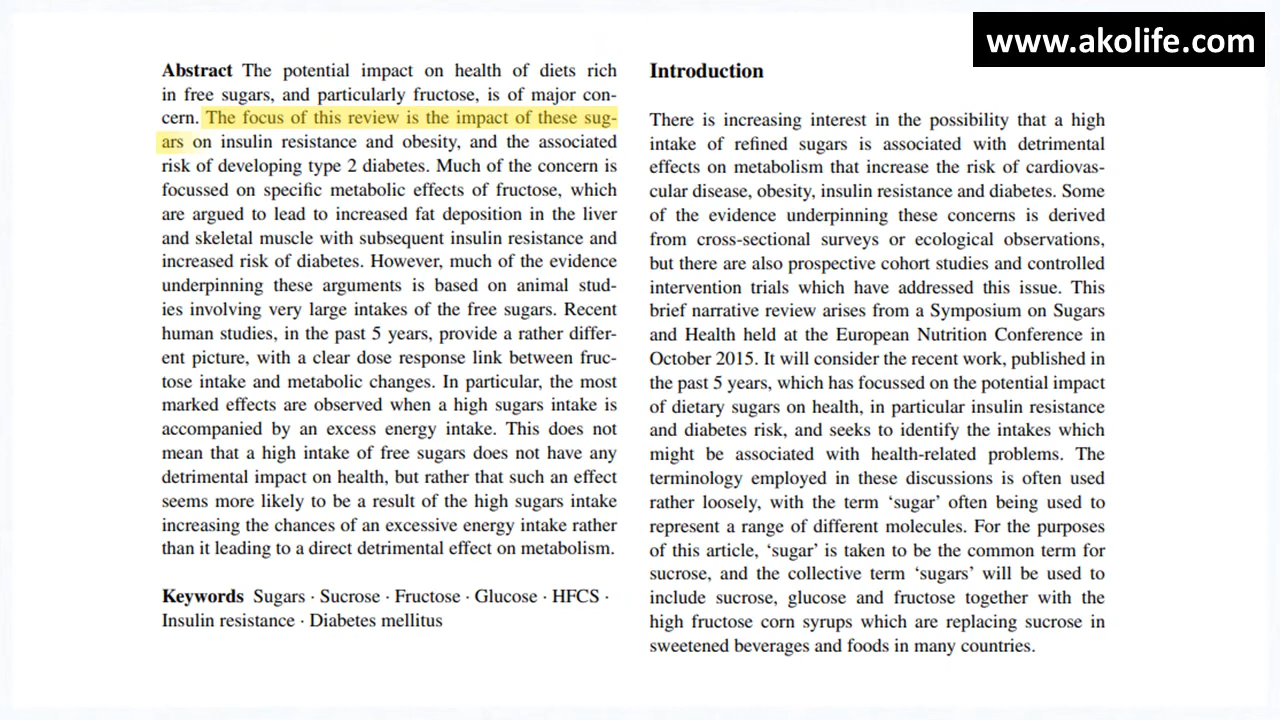 www.akolife.com
Abstract The potential impact on health of diets rich
in free sugars, and particularly fructose, is of major con-
cern. The focus of this review is the impact of these sug-
ars on insulin resistance and obesity, and the associated
risk of developing type 2 diabetes. Much of the concern is
focussed on specific metabolic effects of fructose, which
are argued to lead to increased fat deposition in the liver
and skeletal muscle with subsequent insulin resistance and
increased risk of diabetes. However, much of the evidence
underpinning these arguments is based on animal stud-
ies involving very large intakes of the free sugars. Recent
human studies, in the past 5 years, provide a rather differ-
ent picture, with a clear dose response link between fruc-
tose intake and metabolic changes. In particular, the most
marked effects are observed when a high sugars intake is
accompanied by an excess energy intake. This does not
mean that a high intake of free sugars does not have any
detrimental impact on health, but rather that such an effect
seems more likely to be a result of the high sugars intake
increasing the chances of an excessive energy intake rather
than it leading to a direct detrimental effect on metabolism.
Keywords Sugars · Sucrose · Fructose · Glucose · HFCS ·
Insulin resistance · Diabetes mellitus
Introduction
There is increasing interest in the possibility that a high
intake of refined sugars is associated with detrimental
effects on metabolism that increase the risk of cardiovas-
cular disease, obesity, insulin resistance and diabetes. Some
of the evidence underpinning these concerns is derived
from cross-sectional surveys or ecological observations,
but there are also prospective cohort studies and controlled
intervention trials which have addressed this issue. This
brief narrative review arises from a Symposium on Sugars
and Health held at the European Nutrition Conference in
October 2015. It will consider the recent work, published in
the past 5 years, which has focussed on the potential impact
of dietary sugars on health, in particular insulin resistance
and diabetes risk, and seeks to identify the intakes which
might be associated with health-related problems. The
terminology employed in these discussions is often used
rather loosely, with the term ‘sugar’ often being used to
represent a range of different molecules. For the purposes
of this article, ‘sugar’ is taken to be the common term for
sucrose, and the collective term ‘sugars’ will be used to
include sucrose, glucose and fructose together with the
high fructose corn syrups which are replacing sucrose in
sweetened beverages and foods in many countries.